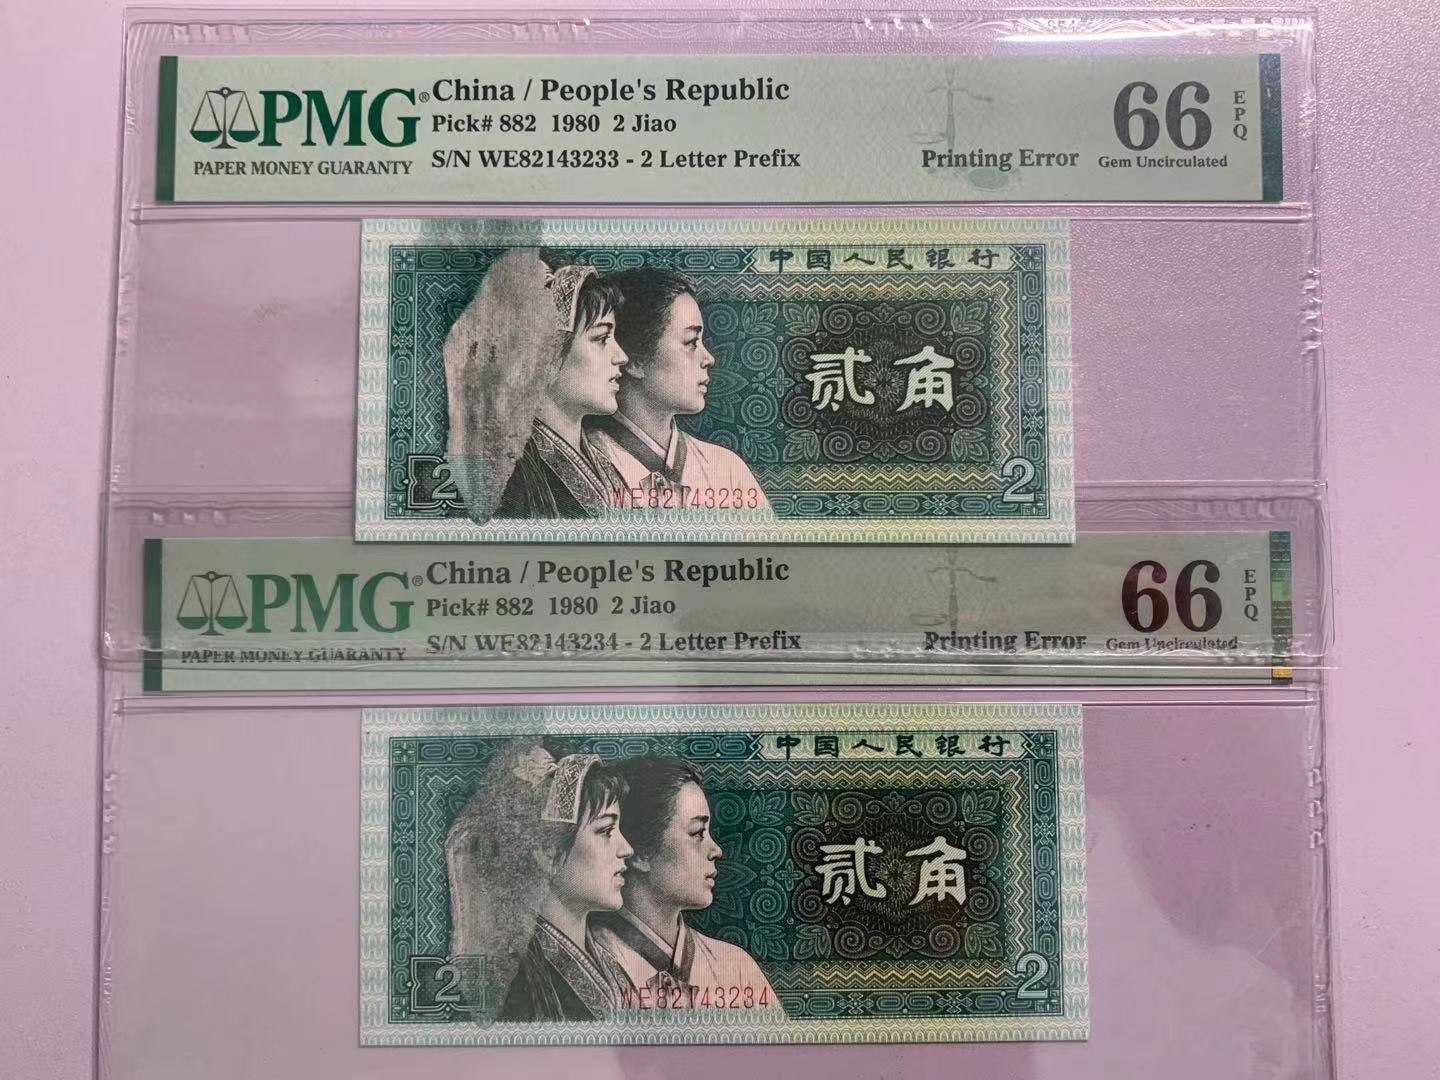 PMG®
PAPER MONEY GUARANTY
China / People's Republic
Pick# 882 1980 2 Jiao
S/N WE82143233 - 2 Letter Prefix
Printing Error
66
EPQ
Gem Uncirculated
中国人民银行
贰角
2
2
WE82143233
PMG®
PAPER MONEY GUARANTY
China / People's Republic
Pick# 882 1980 2 Jiao
S/N WE82143234 - 2 Letter Prefix
Printing Error
66
EPQ
Gem Uncirculated
中国人民银行
贰角
2
2
WE82143234